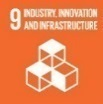 9 INDUSTRY, INNOVATION
AND INFRASTRUCTURE